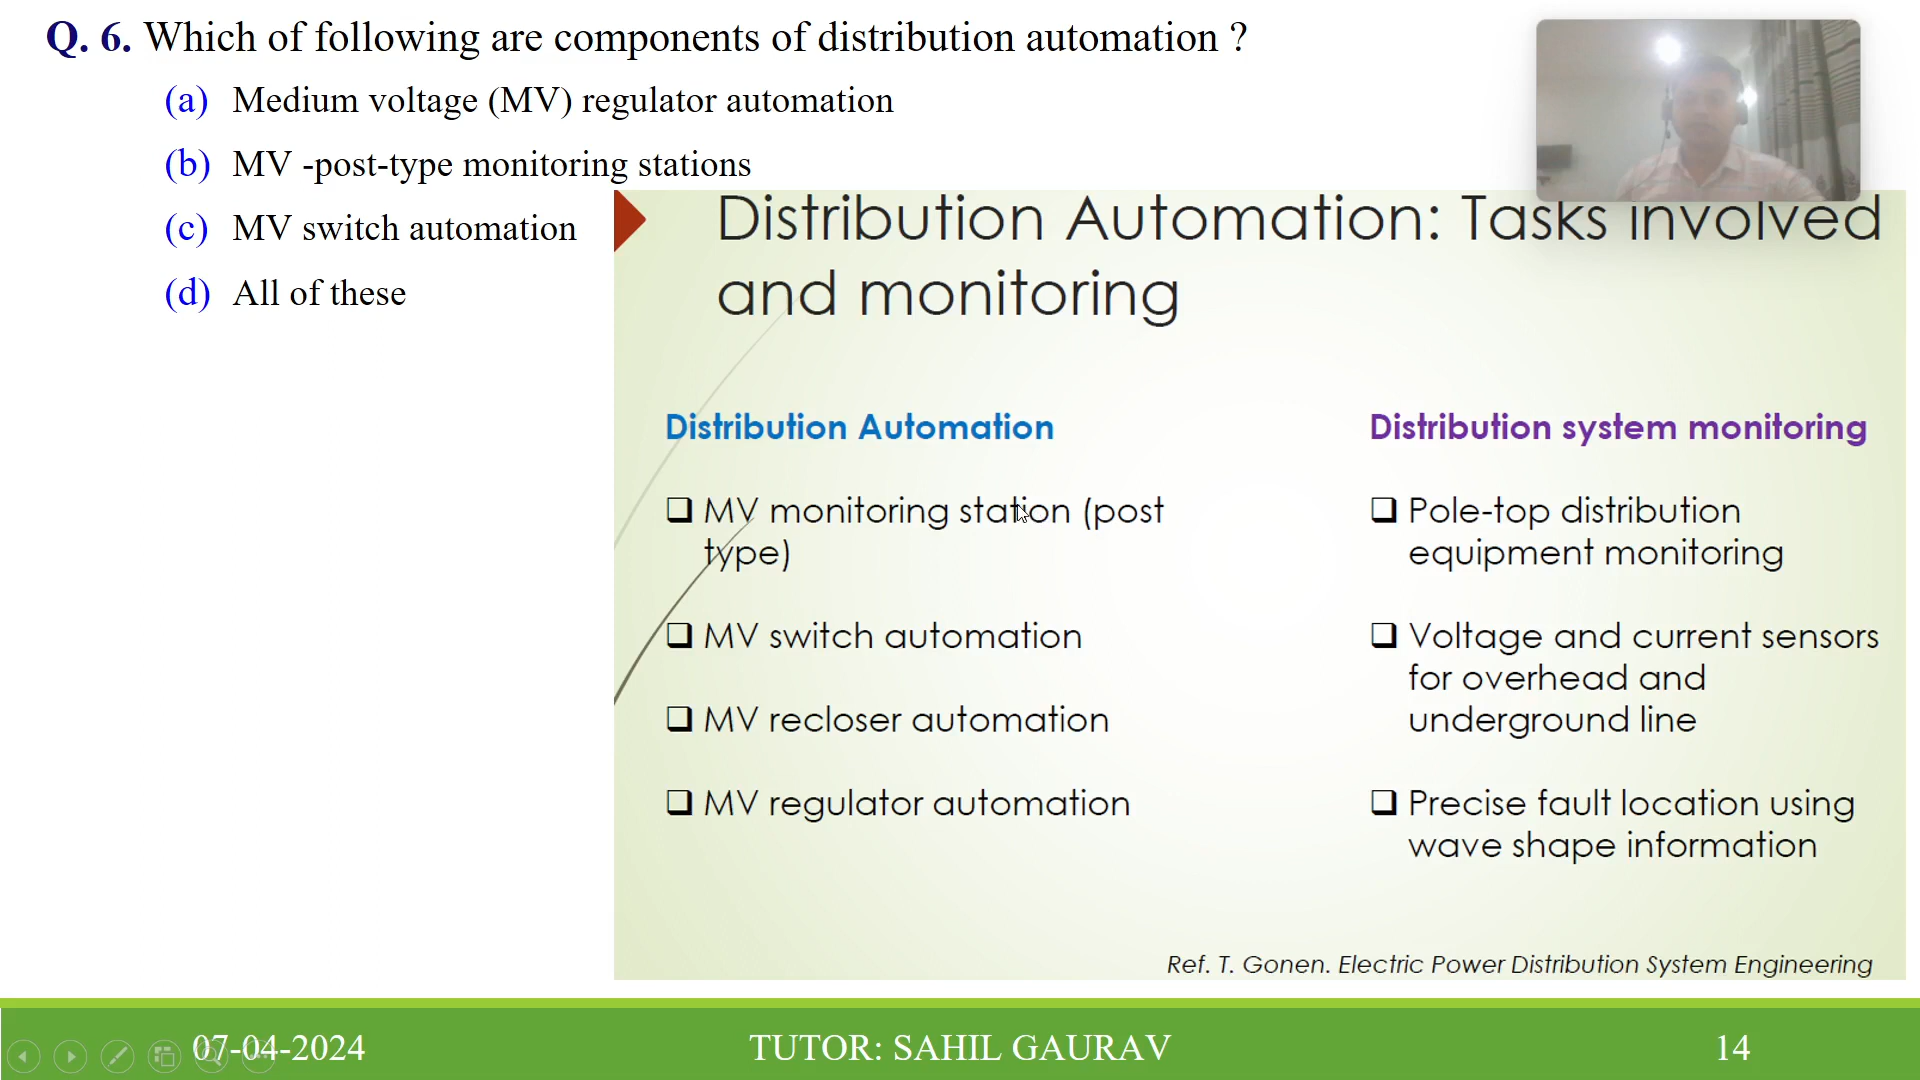 Q. 6. Which of following are components of distribution automation ?
(a) Medium voltage (MV) regulator automation
(b) MV -post-type monitoring stations
(c) MV switch automation
(d) All of these
Distribution Automation: Tasks involved
and monitoring
Distribution Automation
MV monitoring station (post
type)
MV switch automation
MV recloser automation
MV regulator automation
Distribution system monitoring
Pole-top distribution
equipment monitoring
Voltage and current sensors
for overhead and
underground line
Precise fault location using
wave shape information
Ref. T. Gonen. Electric Power Distribution System Engineering
07-04-2024
TUTOR: SAHIL GAURAV
14